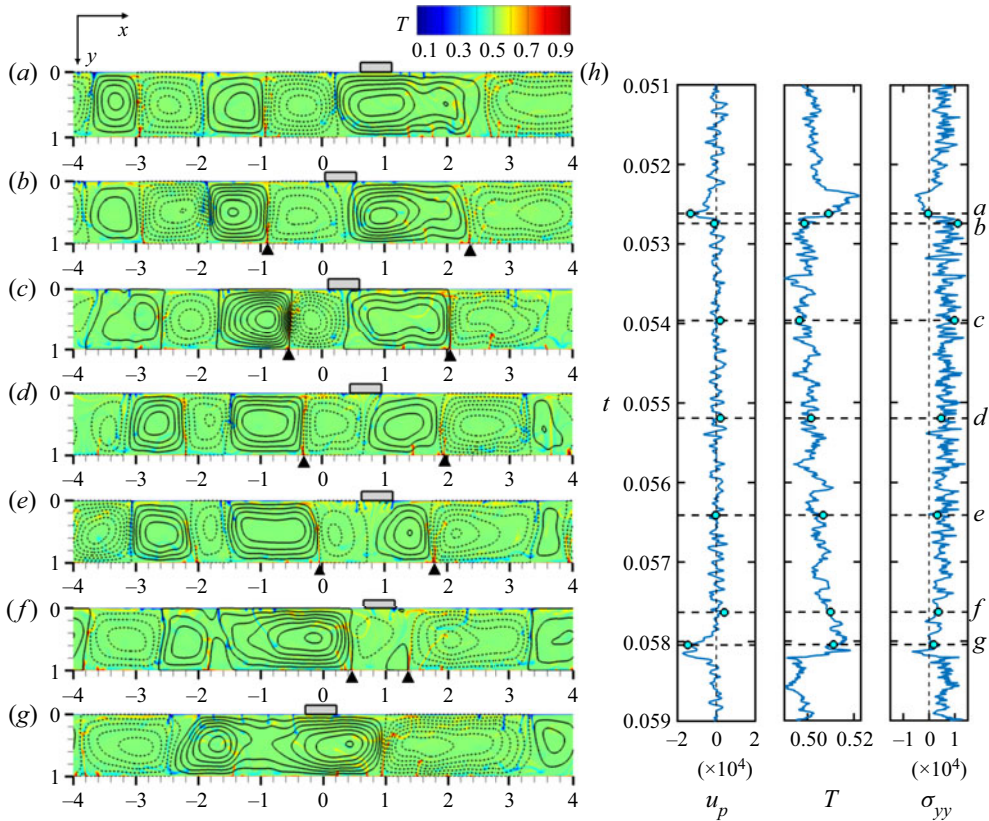 T
0.1 0.3 0.5 0.7 0.9
x
y
(a)
0
1
–4 –3 –2 –1 0 1 2 3 4
(b)
0
1
–4 –3 –2 –1 0 1 2 3 4
(c)
0
1
–4 –3 –2 –1 0 1 2 3 4
(d)
0
1
–4 –3 –2 –1 0 1 2 3 4
(e)
0
1
–4 –3 –2 –1 0 1 2 3 4
(f)
0
1
–4 –3 –2 –1 0 1 2 3 4
(g)
0
1
–4 –3 –2 –1 0 1 2 3 4
(h)
t
0.051
0.052
0.053
0.054
0.055
0.056
0.057
0.058
0.059
a
b
c
d
e
f
g
–2 0 2
(×10⁴)
u_p
0.50 0.52
T
–1 0 1
(×10⁴)
σ_yy